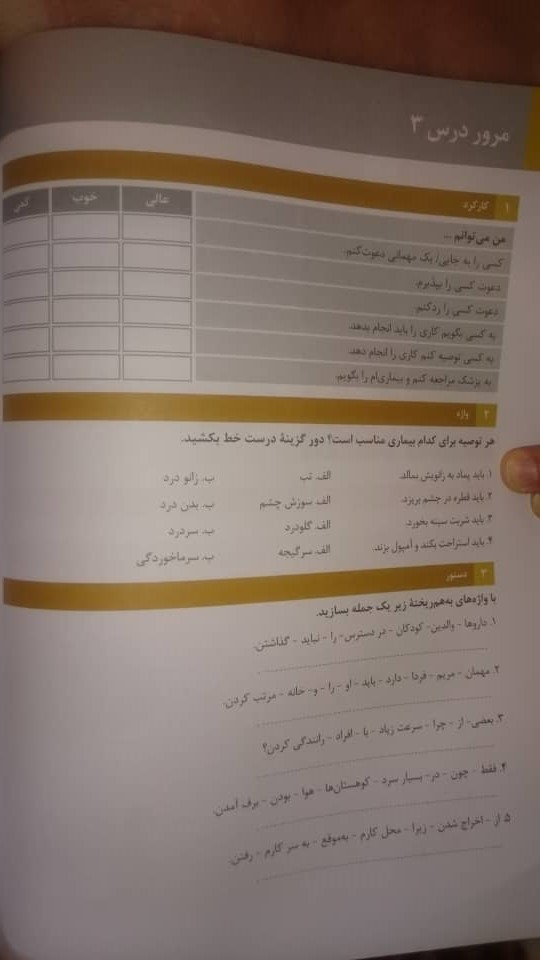 مرور درس ۳
۱ کارکرد
عالی خوب کمی
من می‌توانم ...
کسی را به جایی/ یک مهمانی دعوت‌کنم.
دعوت کسی را بپذیرم.
دعوت کسی را ردکنم.
به کسی بگویم کاری را باید انجام بدهد.
به کسی توصیه کنم کاری را انجام دهد.
به پزشک مراجعه کنم و بیماری‌ام را بگویم.
۲ واژه
هر توصیه برای کدام بیماری مناسب است؟ دور گزینهٔ درست خط بکشید.
۱. باید پماد به زانویش بمالد. الف. تب ب. زانو درد
۲. باید قطره در چشم بریزد. الف. سوزش چشم ب. بدن درد
۳. باید شربت سینه بخورد. الف. گلودرد ب. سردرد
۴. باید استراحت بکند و آمپول بزند. الف. سرگیجه ب. سرماخوردگی
۳ دستور
با واژه‌های به‌هم‌ریختهٔ زیر یک جمله بسازید.
۱. داروها - والدین- کودکان - در دسترس- را - نباید - گذاشتن.
۲. مهمان - مریم - فردا - دارد - باید - او - را - و- خانه - مرتب کردن.
۳. بعضی- از - چرا - سرعت زیاد - با - افراد - رانندگی کردن؟
۴. فقط - چون - در- بسیار سرد - کوهستان‌ها - هوا - بودن - برف آمدن.
۵. از - اخراج شدن - زیرا - محل کارم - به‌موقع - به سر کارم - رفتن.